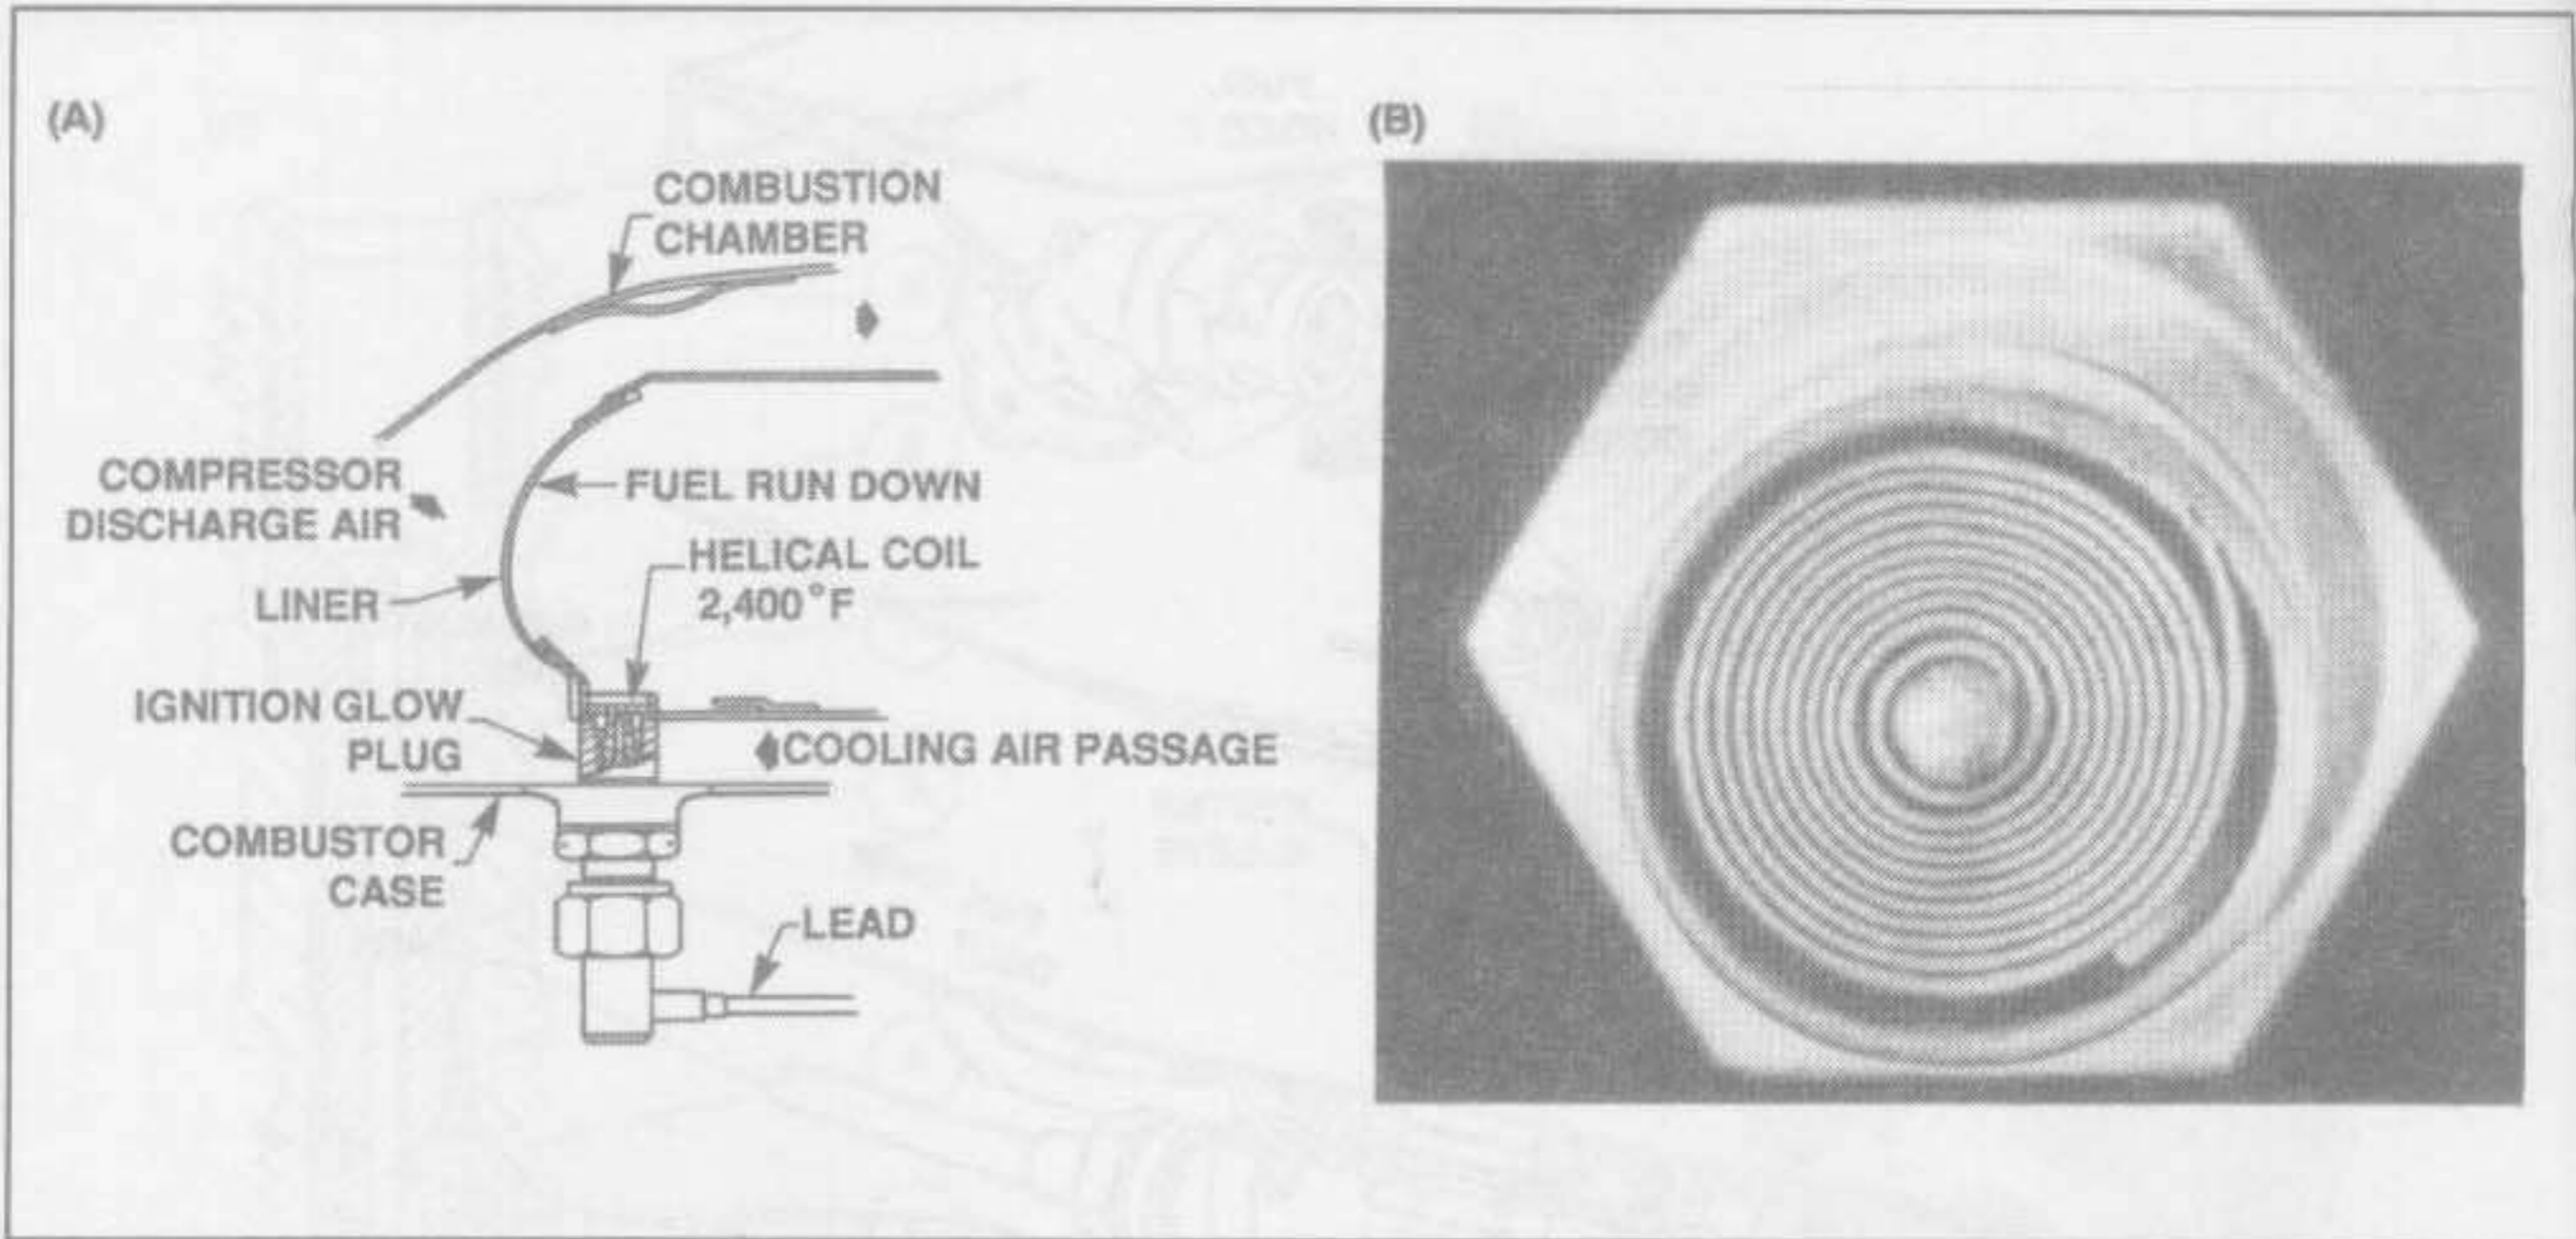 (A)
COMBUSTION
CHAMBER
COMPRESSOR
DISCHARGE AIR
FUEL RUN DOWN
HELICAL COIL
2,400°F
LINER
IGNITION GLOW
PLUG
COOLING AIR PASSAGE
COMBUSTOR
CASE
LEAD
(B)